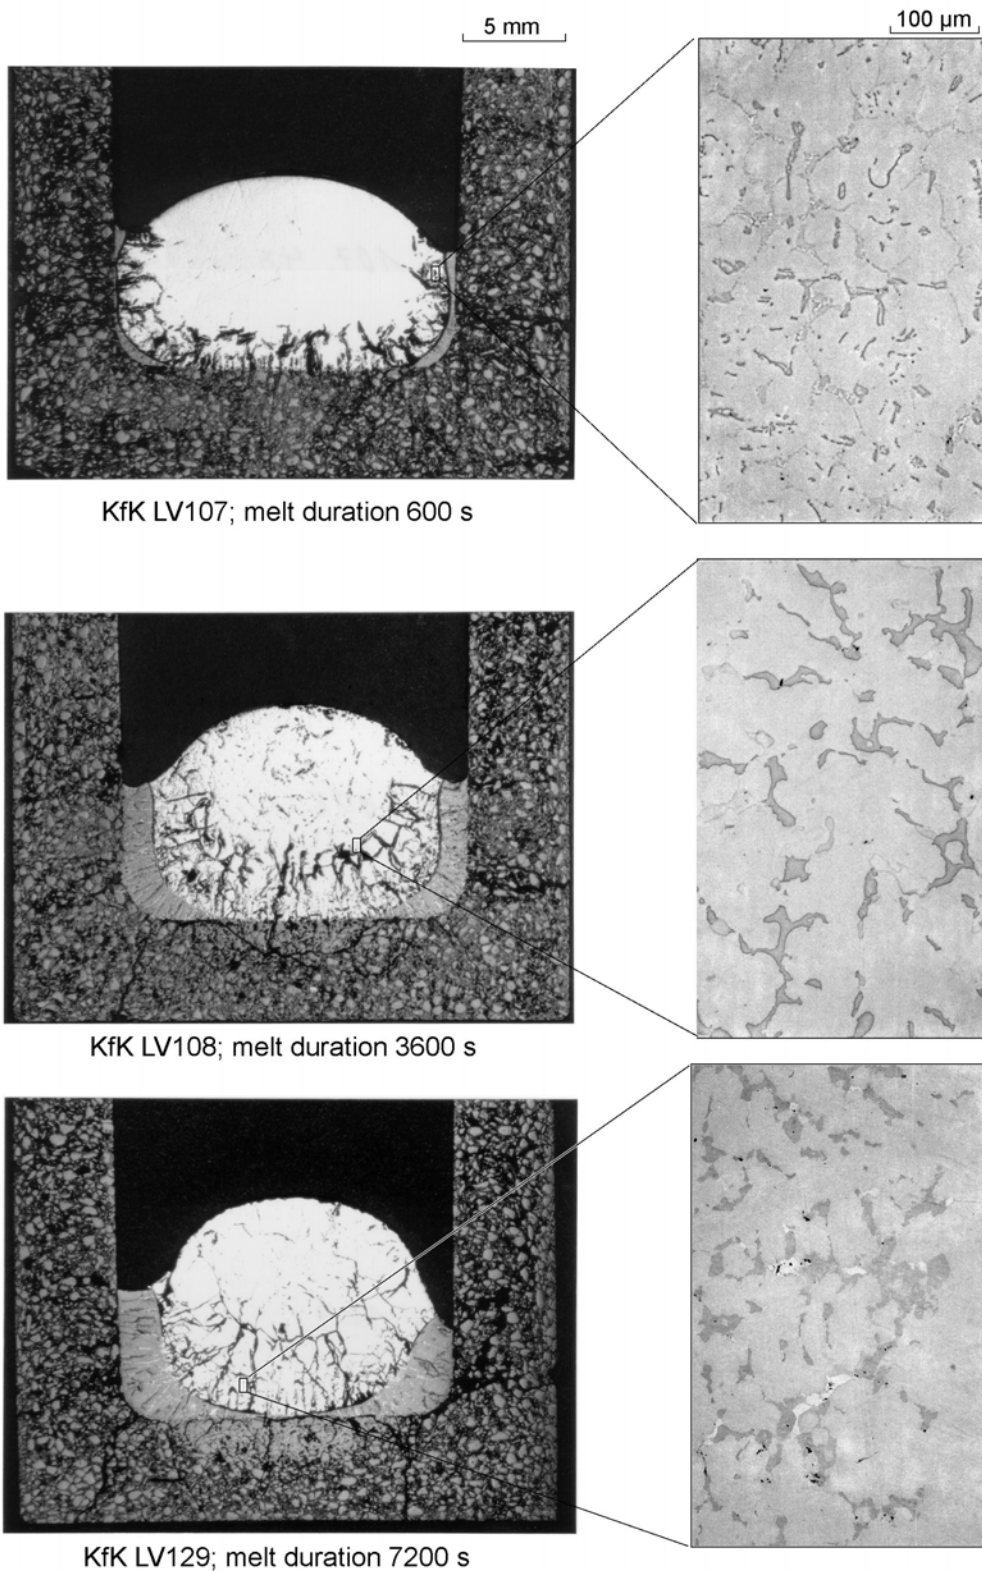 5 mm
100 µm
KfK LV107; melt duration 600 s
KfK LV108; melt duration 3600 s
KfK LV129; melt duration 7200 s